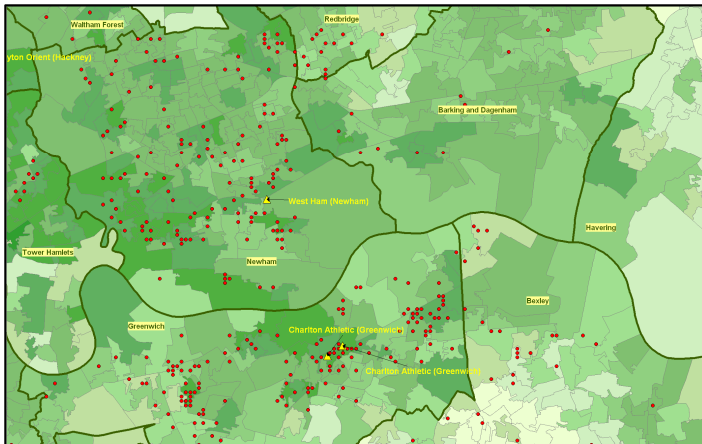 Redbridge
Waltham Forest
yton Orient (Hackney)
Barking and Dagenham
West Ham (Newham)
Havering
Tower Hamlets
Newham
Bexley
Greenwich
Charlton Athletic (Greenwich)
Charlton Athletic (Greenwich)